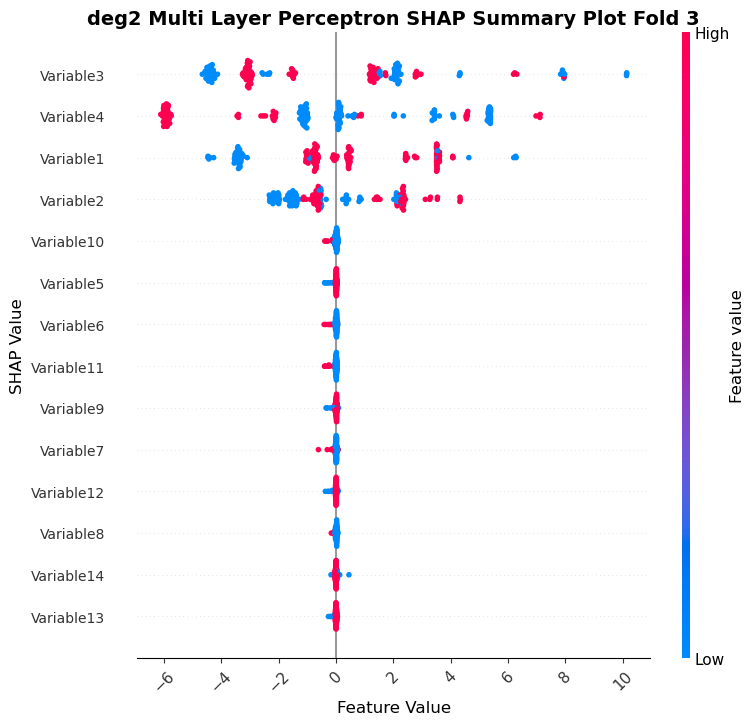 deg2 Multi Layer Perceptron SHAP Summary Plot Fold 3
High
Variable3
Variable4
Variable1
Variable2
Variable10
Variable5
Variable6
Variable11
Variable9
Variable7
Variable12
Variable8
Variable14
Variable13
SHAP Value
Feature value
Low
−6 −4 −2 0 2 4 6 8 10
Feature Value